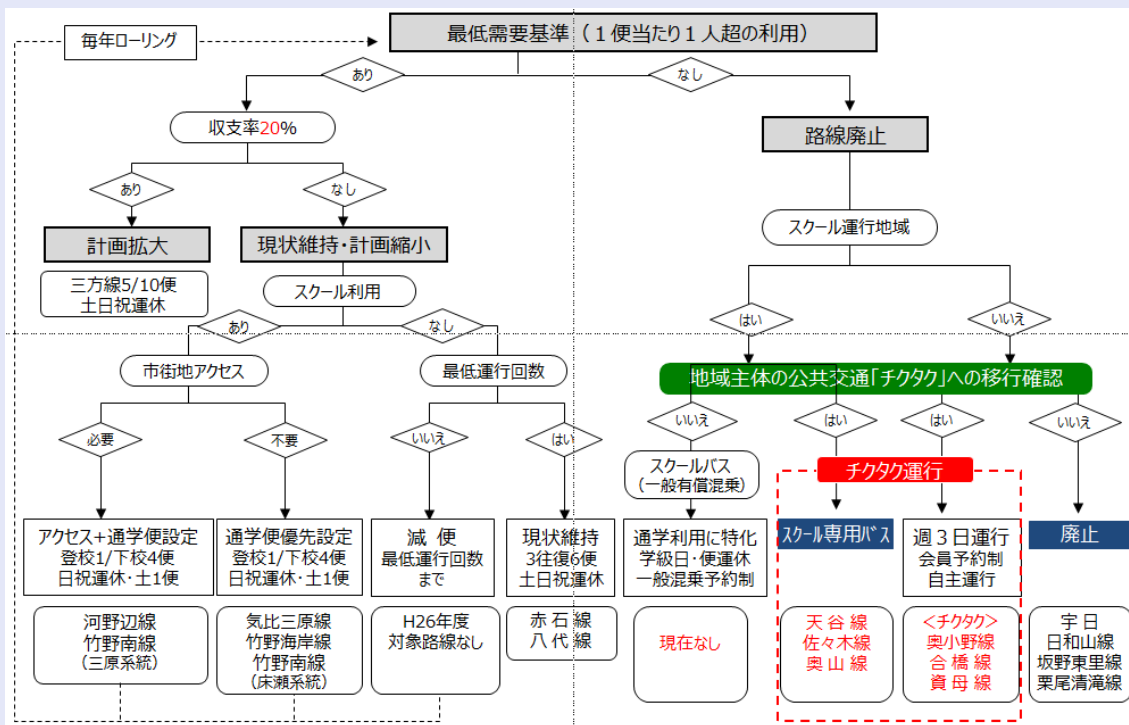 毎年ローリング
最低需要基準（１便当たり１人超の利用）
あり
なし
収支率20%
路線廃止
あり
なし
計画拡大
現状維持・計画縮小
スクール運行地域
三方線5/10便
土日祝運休
スクール利用
はい
いいえ
あり
なし
市街地アクセス
最低運行回数
地域主体の公共交通｢チクタク｣への移行確認
必要
不要
いいえ
はい
いいえ
はい
はい
いいえ
スクールバス
(一般有償混乗)
チクタク運行
アクセス+通学便設定
登校1/下校4便
日祝運休･土1便
通学便優先設定
登校1/下校4便
日祝運休･土1便
減　便
最低運行回数
まで
現状維持
3往復6便
土日祝運休
通学利用に特化
学級日･便運休
一般混乗予約制
スクール専用バス
週３日運行
会員予約制
自主運行
廃止
河野辺線
竹野南線
(三原系統)
気比三原線
竹野海岸線
竹野南線
(床瀬系統)
H26年度
対象路線なし
赤 石 線
八 代 線
現在なし
天 谷 線
佐々木線
奥 山 線
<チクタク>
奥小野線
合 橋 線
資 母 線
宇 日
日和山線
坂野東里線
栗尾清滝線